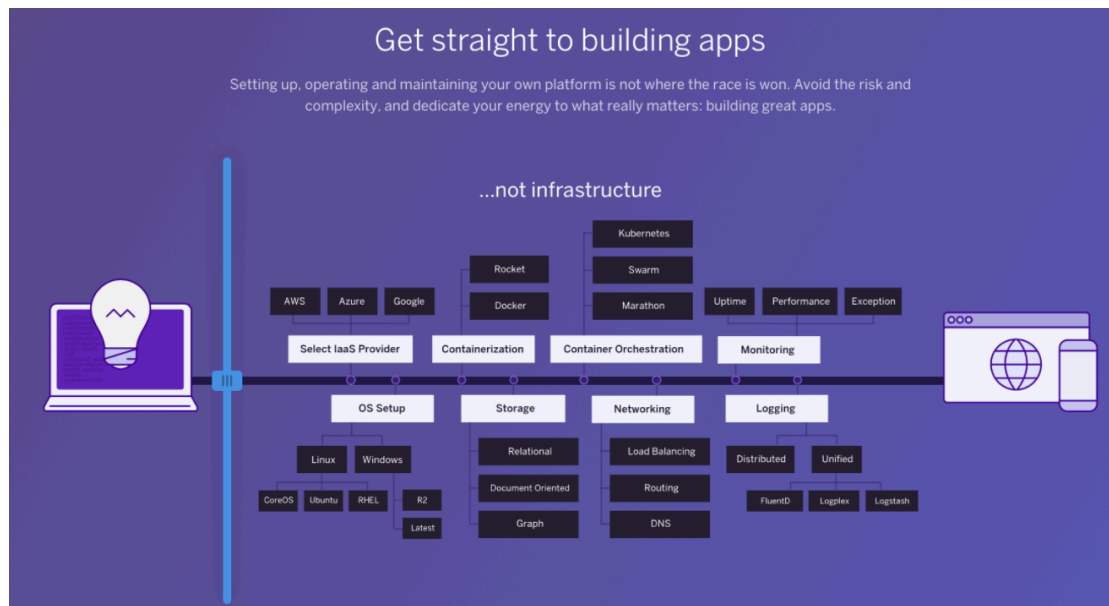 Get straight to building apps
Setting up, operating and maintaining your own platform is not where the race is won. Avoid the risk and
complexity, and dedicate your energy to what really matters: building great apps.
...not infrastructure
Kubernetes
Rocket
Swarm
AWS
Azure
Google
Docker
Marathon
Uptime
Performance
Exception
Select IaaS Provider
Containerization
Container Orchestration
Monitoring
OS Setup
Storage
Networking
Logging
Linux
Windows
Relational
Load Balancing
Distributed
Unified
CoreOS
Ubuntu
RHEL
R2
Document Oriented
Routing
FluentD
Logplex
Logstash
Latest
Graph
DNS